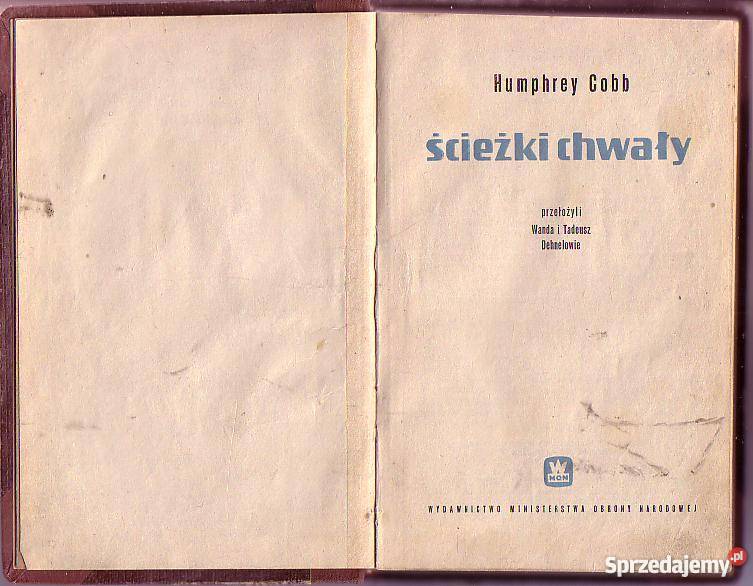 Humphrey Cobb
ścieżki chwały
przełożyli
Wanda i Tadeusz
Dehnelowie
W
MON
WYDAWNICTWO MINISTERSTWA OBRONY NARODOWEJ
Sprzedajemy.pl